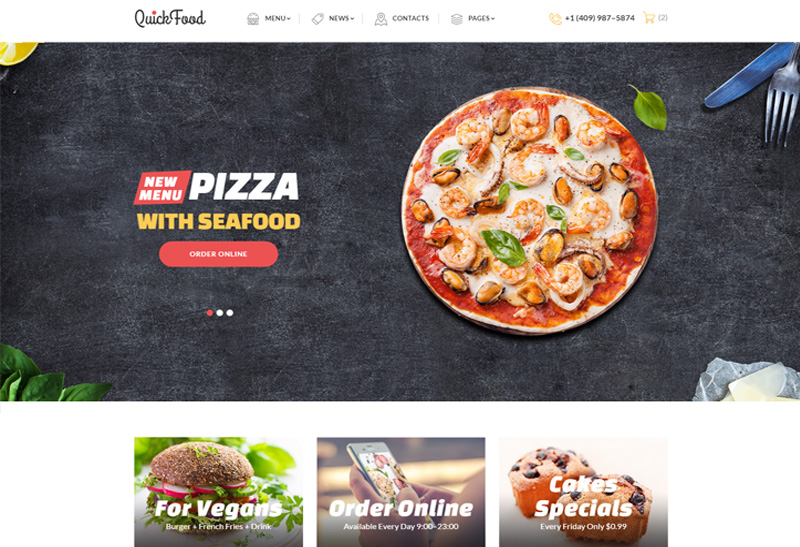 QuickFood
MENU
NEWS
CONTACTS
PAGES
+1 (409) 987–5874
(2)
NEW
MENU
PIZZA
WITH SEAFOOD
ORDER ONLINE
For Vegans
Burger + French Fries + Drink
Order Online
Available Every Day 9:00–23:00
Cakes
Specials
Every Friday Only $0.99